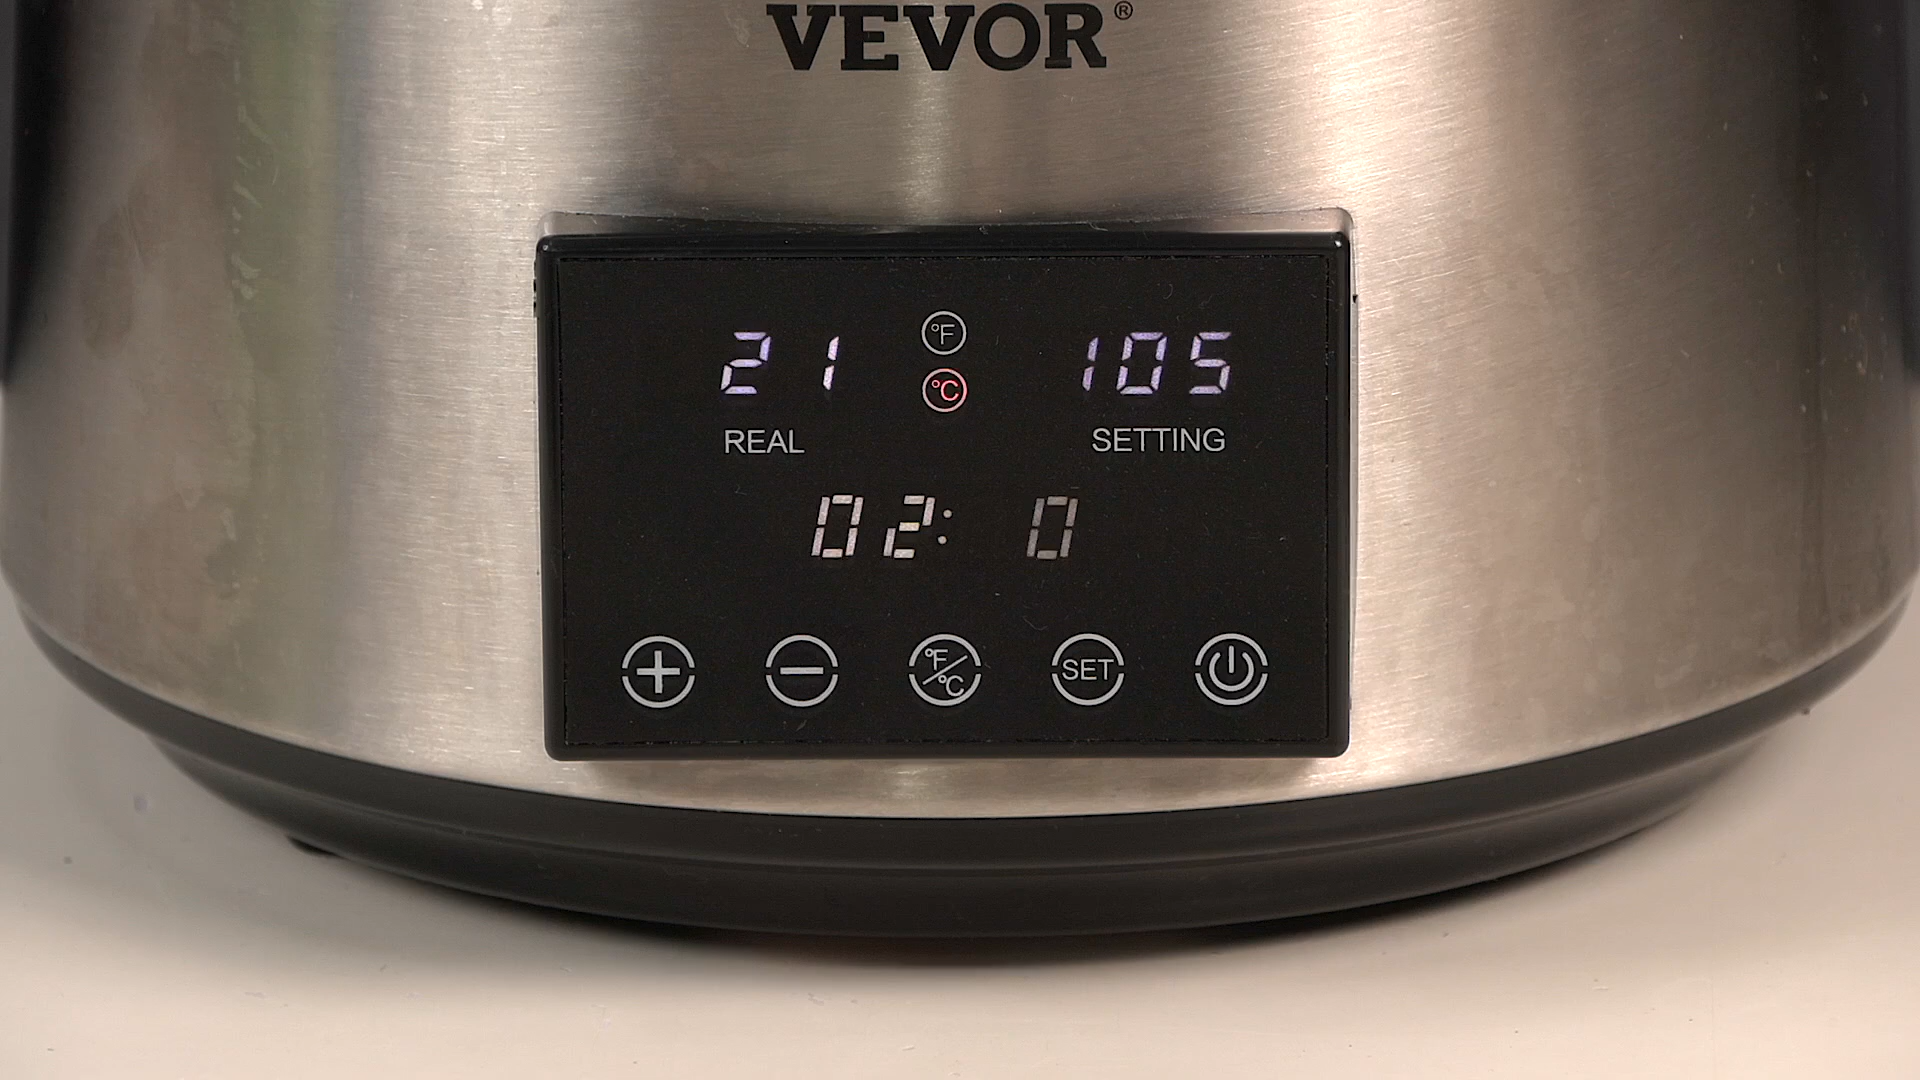 VEVOR®
21 °F 105
°C
REAL SETTING
02: 0
+ − °F/°C SET